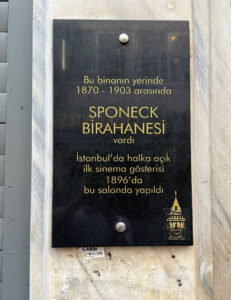 Bu binanın yerinde
1870 - 1903 arasında
SPONECK
BİRAHANESİ
vardı
İstanbul'da halka açık
ilk sinema gösterisi
1896'da
bu salonda yapıldı